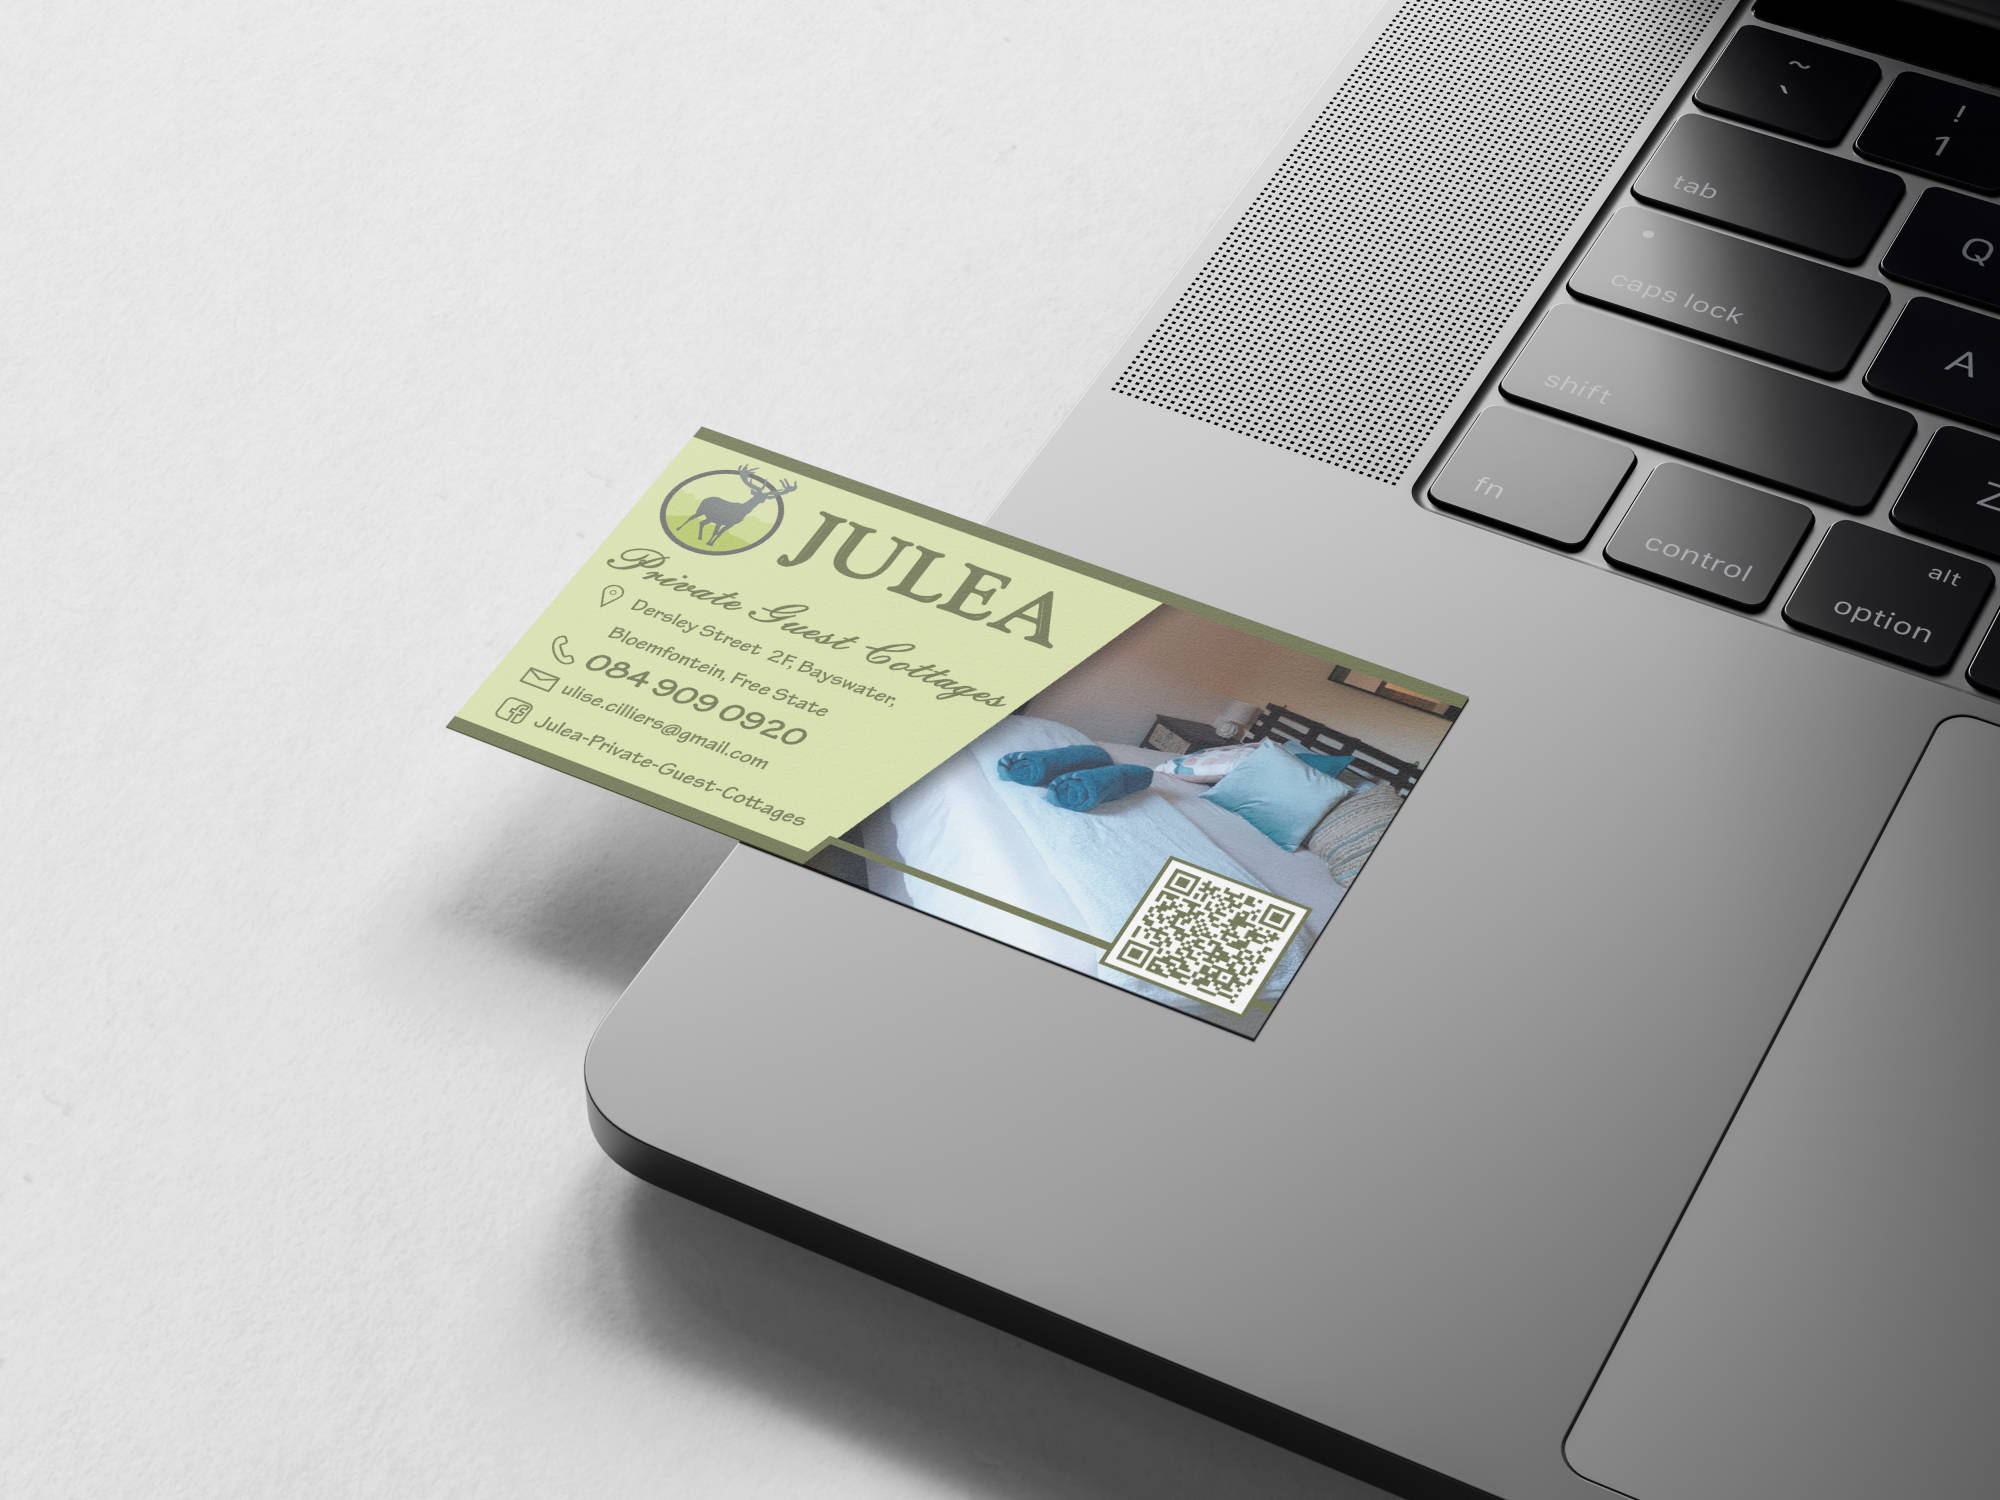 JULEA
Private Guest Cottages
Dersley Street 2F, Bayswater,
Bloemfontein, Free State
084 909 0920
ulise.cilliers@gmail.com
Julea-Private-Guest-Cottages
~
`
!
1
tab
Q
caps lock
A
shift
Z
fn
control
alt
option